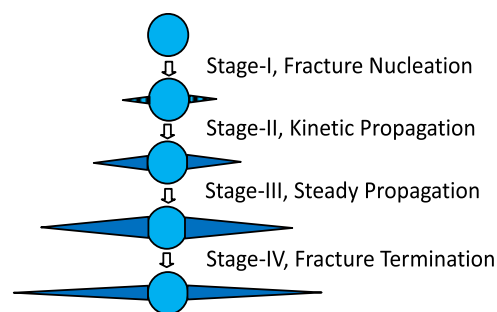 Stage-I, Fracture Nucleation
Stage-II, Kinetic Propagation
Stage-III, Steady Propagation
Stage-IV, Fracture Termination